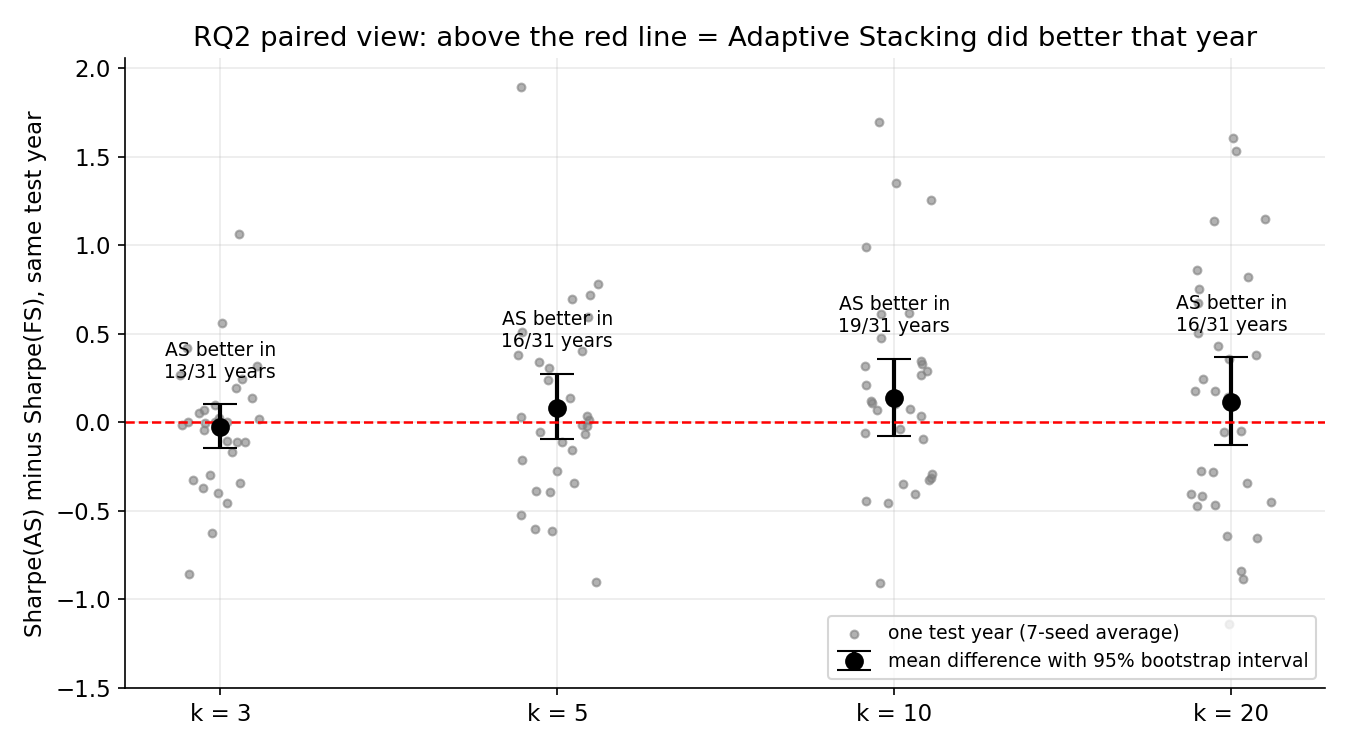 RQ2 paired view: above the red line = Adaptive Stacking did better that year
Sharpe(AS) minus Sharpe(FS), same test year
2.0
1.5
1.0
0.5
0.0
−0.5
−1.0
−1.5
AS better in
13/31 years
AS better in
16/31 years
AS better in
19/31 years
AS better in
16/31 years
one test year (7-seed average)
mean difference with 95% bootstrap interval
k = 3
k = 5
k = 10
k = 20